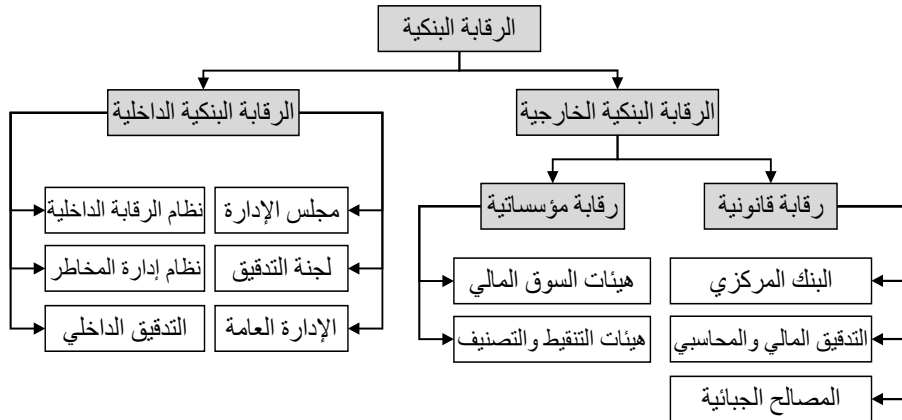 الرقابة البنكية
الرقابة البنكية الخارجية
الرقابة البنكية الداخلية
رقابة قانونية
رقابة مؤسساتية
البنك المركزي
التدقيق المالي والمحاسبي
المصالح الجبائية
هيئات السوق المالي
هيئات التنقيط والتصنيف
مجلس الإدارة
لجنة التدقيق
الإدارة العامة
نظام الرقابة الداخلية
نظام إدارة المخاطر
التدقيق الداخلي